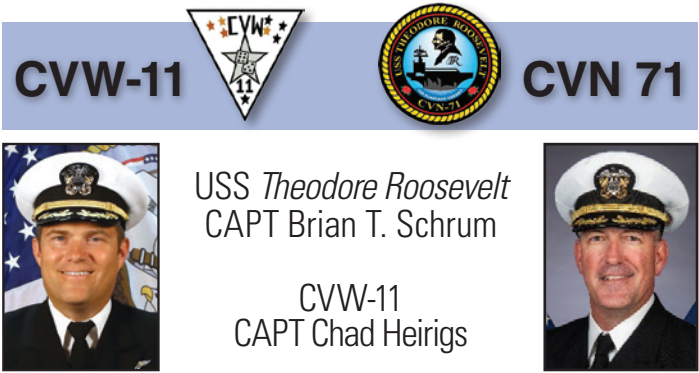 CVW-11
CVW
11
USS THEODORE ROOSEVELT
TR
CVN-71
CVN 71
USS Theodore Roosevelt
CAPT Brian T. Schrum
CVW-11
CAPT Chad Heirigs